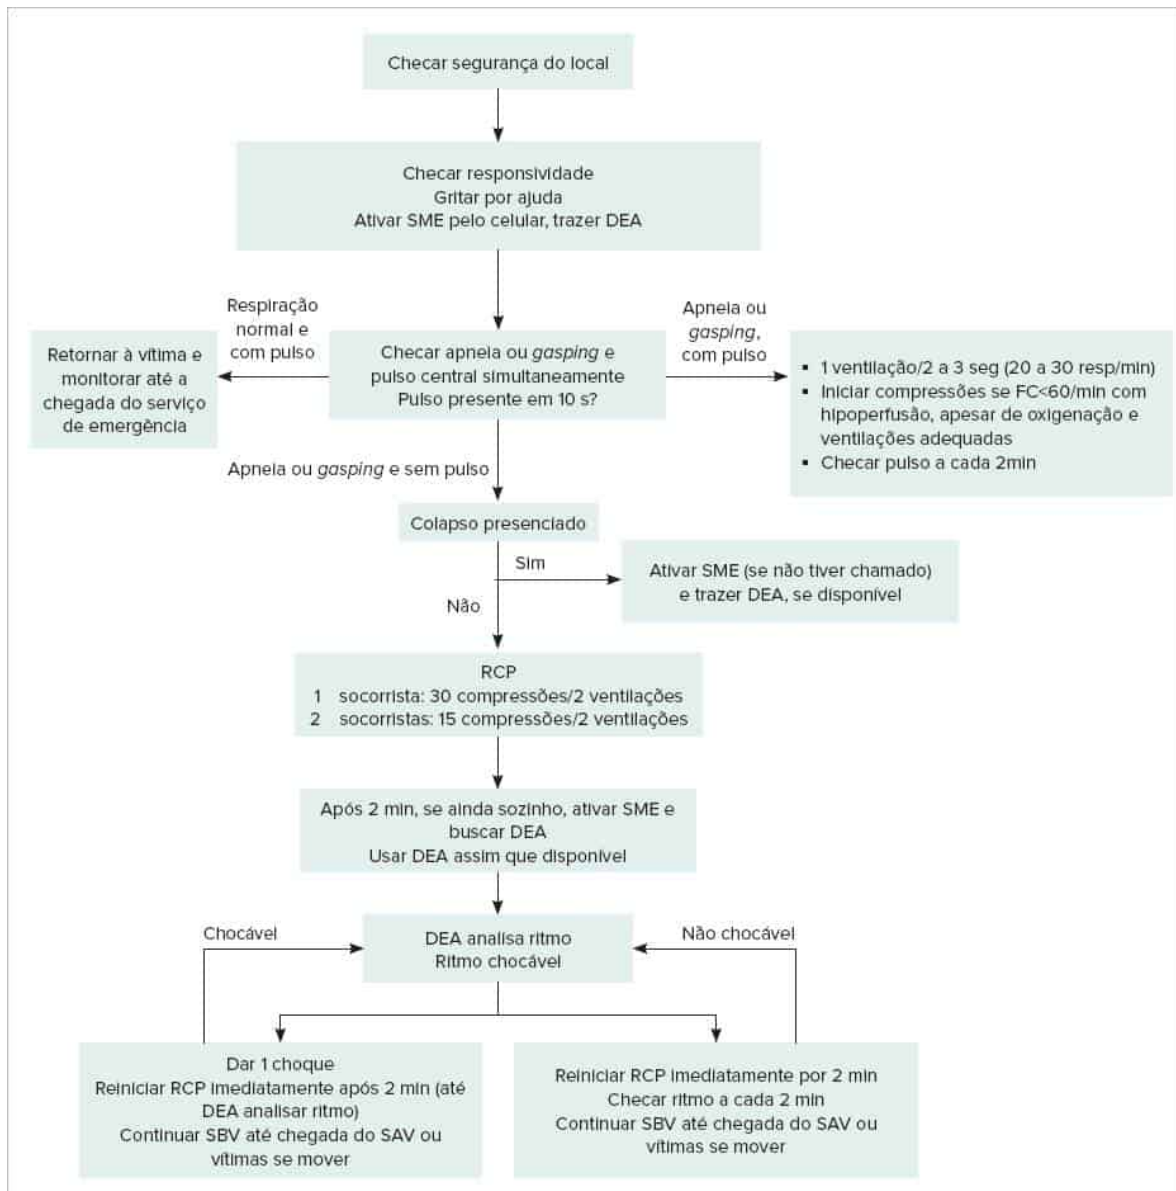 Checar segurança do local
Checar responsividade
Gritar por ajuda
Ativar SME pelo celular, trazer DEA
Respiração
normal e
com pulso
Apneia ou
gasping,
com pulso
Retornar à vítima e
monitorar até a
chegada do serviço
de emergência
Checar apneia ou gasping e
pulso central simultaneamente
Pulso presente em 10 s?
▪ 1 ventilação/2 a 3 seg (20 a 30 resp/min)
▪ Iniciar compressões se FC<60/min com
hipoperfusão, apesar de oxigenação e
ventilações adequadas
▪ Checar pulso a cada 2min
Apneia ou gasping e sem pulso
Colapso presenciado
Sim
Ativar SME (se não tiver chamado)
e trazer DEA, se disponível
Não
RCP
1 socorrista: 30 compressões/2 ventilações
2 socorristas: 15 compressões/2 ventilações
Após 2 min, se ainda sozinho, ativar SME e
buscar DEA
Usar DEA assim que disponível
Chocável
DEA analisa ritmo
Ritmo chocável
Não chocável
Dar 1 choque
Reiniciar RCP imediatamente após 2 min (até
DEA analisar ritmo)
Continuar SBV até chegada do SAV ou
vítimas se mover
Reiniciar RCP imediatamente por 2 min
Checar ritmo a cada 2 min
Continuar SBV até chegada do SAV ou
vítimas se mover